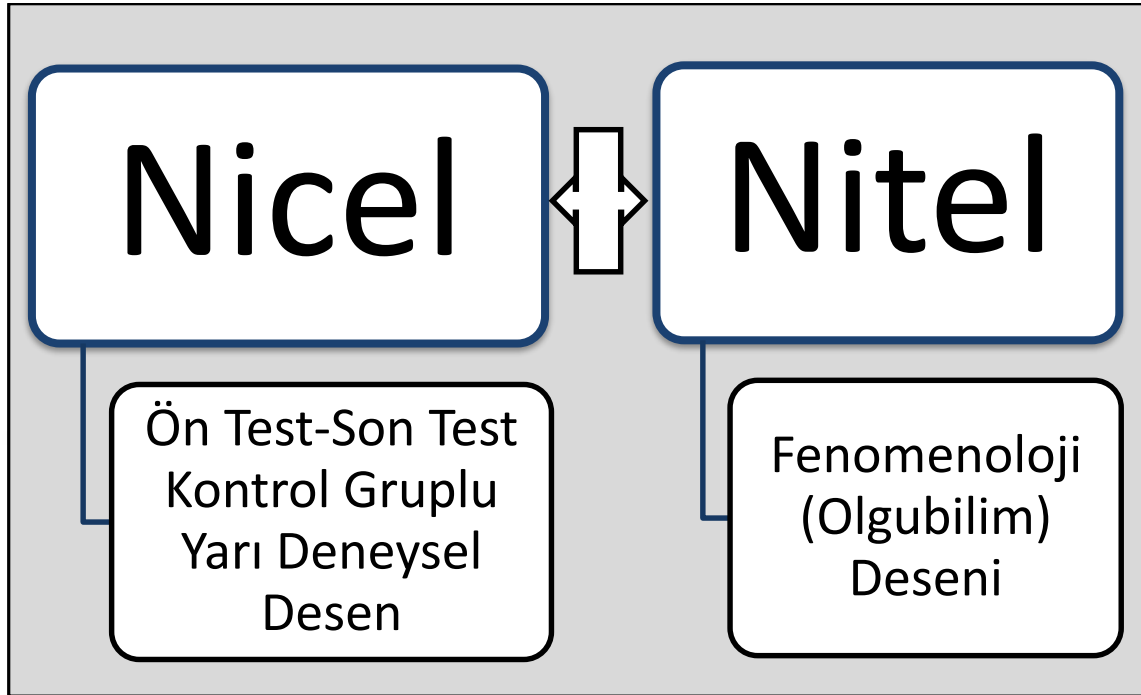 Nicel
Nitel
Ön Test-Son Test
Kontrol Gruplu
Yarı Deneysel
Desen
Fenomenoloji
(Olgubilim)
Deseni